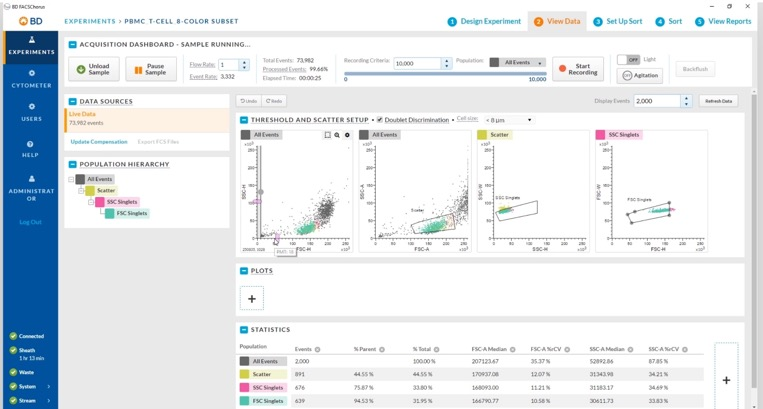 BD FACSChorus
BD
EXPERIMENTS › PBMC T-CELL 8-COLOR SUBSET
1 Design Experiment
2 View Data
3 Set Up Sort
4 Sort
5 View Reports
EXPERIMENTS
CYTOMETER
USERS
HELP
ADMINISTRAT
OR
Log Out
Connected
Sheath
1 hr 13 min
Waste
System
Stream
ACQUISITION DASHBOARD - SAMPLE RUNNING...
Unload
Sample
Pause
Sample
Flow Rate: 1
Event Rate: 3,332
Total Events: 73,982
Processed Events: 99.66%
Elapsed Time: 00:00:25
Recording Criteria: 10,000
Population: All Events
0 10,000
Start
Recording
OFF Light
OFF Agitation
Backflush
DATA SOURCES
Live Data
73,982 events
Update Compensation Export FCS Files
POPULATION HIERARCHY
All Events
Scatter
SSC Singlets
FSC Singlets
Undo Redo
Display Events: 2,000
Refresh Data
THRESHOLD AND SCATTER SETUP • Doublet Discrimination • Cell size: < 8 µm
All Events
All Events
Scatter
SSC Singlets
Scatter
SSC Singlets
FSC Singlets
FSC-H
FSC-A
SSC-A
SSC-H
FSC-H
SSC-W
FSC-W
PLOTS
+
STATISTICS
Population Events % Parent % Total FSC-A Median FSC-A %rCV SSC-A Median SSC-A %rCV
All Events 2,000 100.00 % 207123.67 35.37 % 52892.86 87.85 %
Scatter 891 44.55 % 44.55 % 170937.08 12.07 % 31343.98 34.21 %
SSC Singlets 676 75.87 % 33.80 % 168093.00 11.21 % 31183.17 34.69 %
FSC Singlets 639 94.53 % 31.95 % 166790.77 10.58 % 30611.73 33.83 %
+